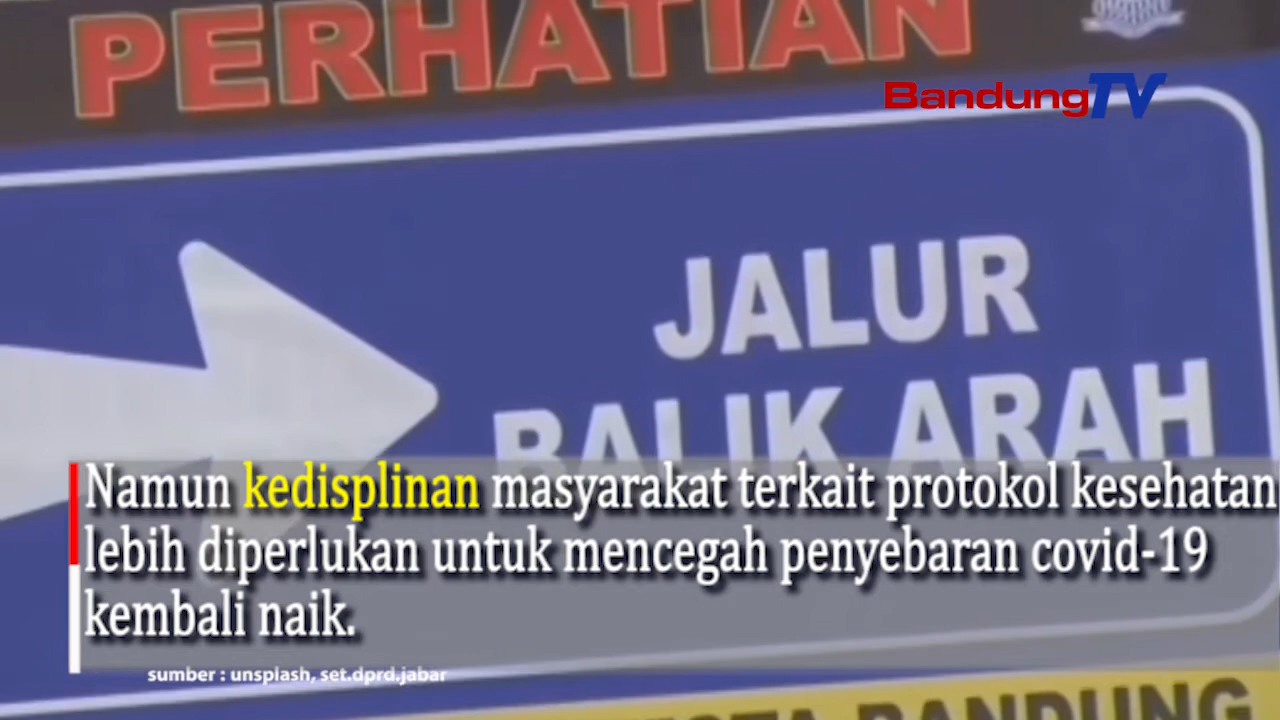 PERHATIAN
BandungTV
JALUR
BALIK ARAH
Namun kedisplinan masyarakat terkait protokol kesehatan
lebih diperlukan untuk mencegah penyebaran covid-19
kembali naik.
sumber : unsplash, set.dprd.jabar
BANDUNG